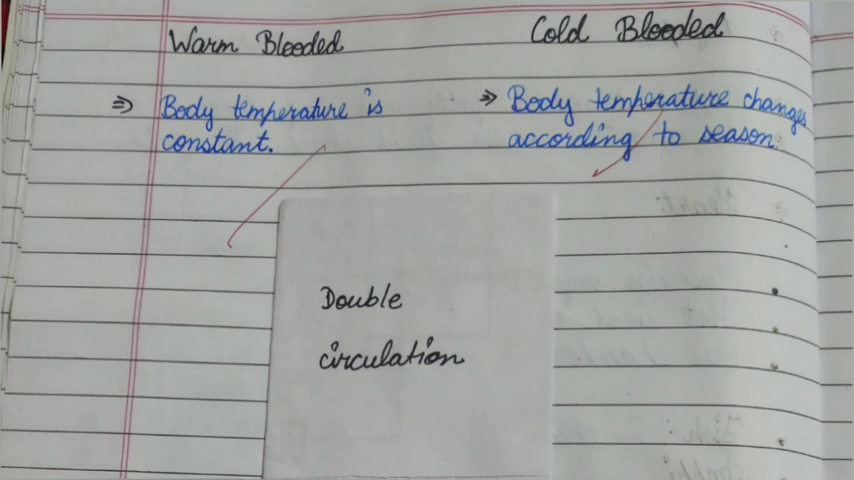 Warm Blooded
Cold Blooded
⇒ Body temperature is
constant.
⇒ Body temperature changes
according to season.
Double
circulation